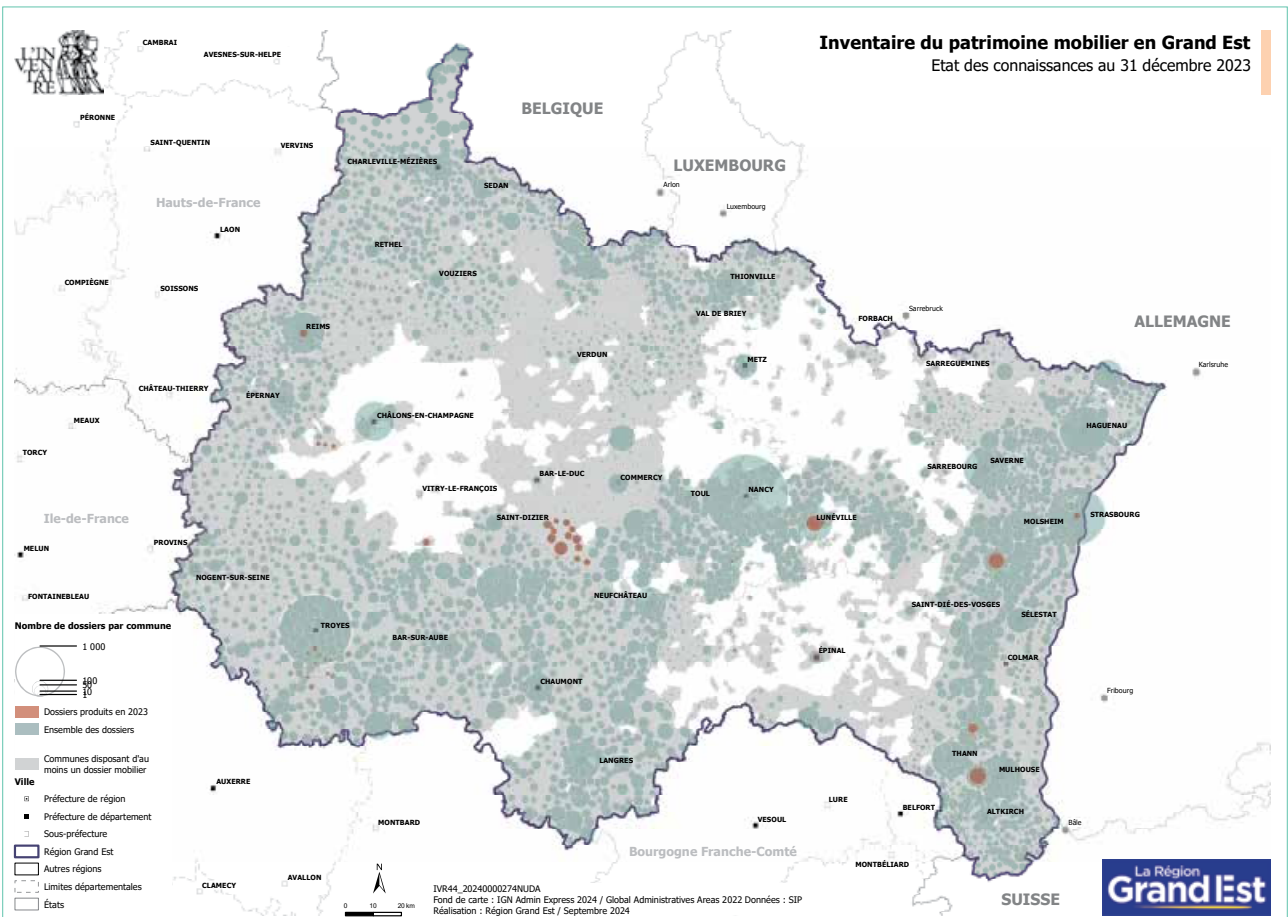 L'IN
VEN
TAI
RE
Inventaire du patrimoine mobilier en Grand Est
Etat des connaissances au 31 décembre 2023
CAMBRAI
AVESNES-SUR-HELPE
BELGIQUE
PÉRONNE
SAINT-QUENTIN
VERVINS
CHARLEVILLE-MÉZIÈRES
LUXEMBOURG
SEDAN
Arlon
Hauts-de-France
Luxembourg
LAON
RETHEL
VOUZIERS
THIONVILLE
COMPIÈGNE
SOISSONS
VAL DE BRIEY
FORBACH
Sarrebruck
ALLEMAGNE
REIMS
VERDUN
METZ
SARREGUEMINES
Karlsruhe
CHÂTEAU-THIERRY
ÉPERNAY
MEAUX
CHÂLONS-EN-CHAMPAGNE
HAGUENAU
TORCY
SAVERNE
BAR-LE-DUC
COMMERCY
SARREBOURG
VITRY-LE-FRANÇOIS
TOUL
NANCY
Ile-de-France
SAINT-DIZIER
LUNÉVILLE
MOLSHEIM
STRASBOURG
PROVINS
MELUN
NOGENT-SUR-SEINE
FONTAINEBLEAU
NEUFCHÂTEAU
SAINT-DIÉ-DES-VOSGES
SÉLESTAT
TROYES
BAR-SUR-AUBE
ÉPINAL
COLMAR
CHAUMONT
Fribourg
LANGRES
THANN
MULHOUSE
AUXERRE
ALTKIRCH
LURE
BELFORT
MONTBARD
VESOUL
Bâle
Bourgogne Franche-Comté
MONTBÉLIARD
AVALLON
CLAMECY
SUISSE
Nombre de dossiers par commune
1 000
100
50
10
1
Dossiers produits en 2023
Ensemble des dossiers
Communes disposant d'au
moins un dossier mobilier
Ville
Préfecture de région
Préfecture de département
Sous-préfecture
Région Grand Est
Autres régions
Limites départementales
États
N
0 10 20 km
IVR44_20240000274NUDA
Fond de carte : IGN Admin Express 2024 / Global Administratives Areas 2022 Données : SIP
Réalisation : Région Grand Est / Septembre 2024
La Région
Grand Est